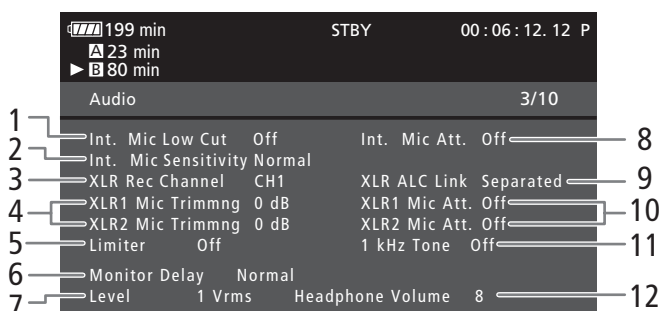 199 min STBY 00 : 06 : 12. 12 P
A 23 min
▶ B 80 min
Audio 3/10
1 Int. Mic Low Cut Off Int. Mic Att. Off 8
2 Int. Mic Sensitivity Normal
3 XLR Rec Channel CH1 XLR ALC Link Separated 9
4 XLR1 Mic Trimmng 0 dB XLR1 Mic Att. Off 10
XLR2 Mic Trimmng 0 dB XLR2 Mic Att. Off
5 Limiter Off 1 kHz Tone Off 11
6 Monitor Delay Normal
7 Level 1 Vrms Headphone Volume 8 12